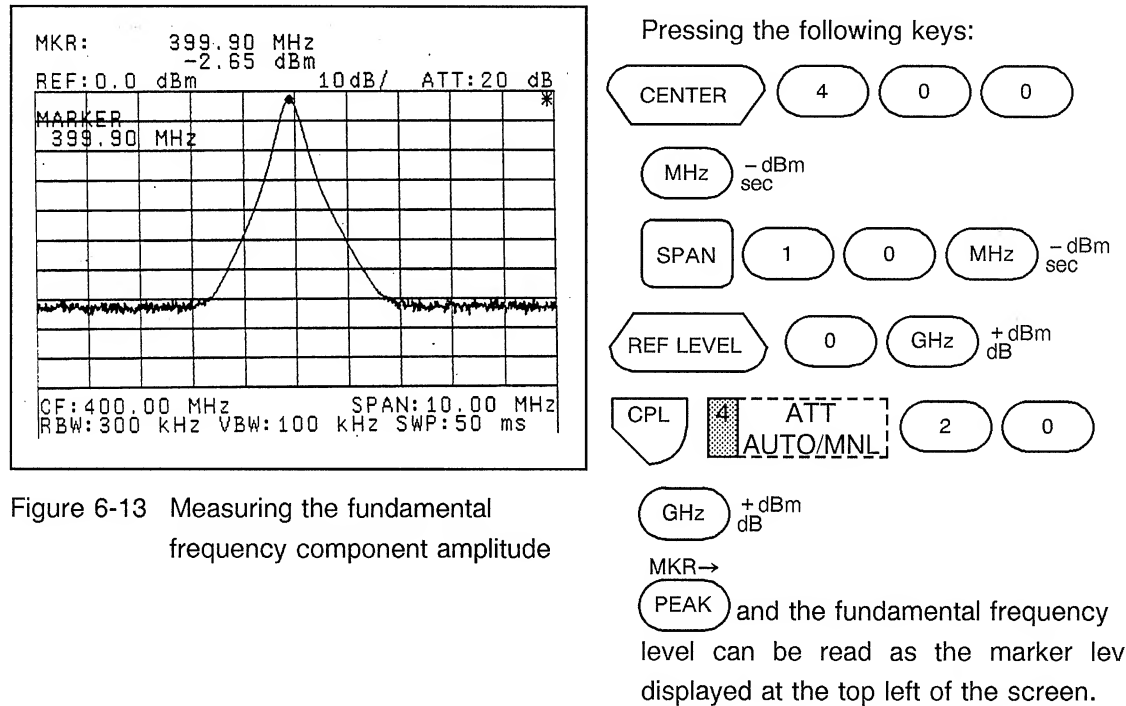 MKR: 399.90 MHz
-2.65 dBm
REF:0.0 dBm 10dB/ ATT:20 dB
*
MARKER
399.90 MHz
CF:400.00 MHz SPAN:10.00 MHz
RBW:300 kHz VBW:100 kHz SWP:50 ms
Figure 6-13 Measuring the fundamental
frequency component amplitude
Pressing the following keys:
CENTER 4 0 0
MHz - dBm
sec
SPAN 1 0 MHz - dBm
sec
REF LEVEL 0 GHz + dBm
dB
CPL 4 ATT
AUTO/MNL 2 0
GHz + dBm
dB
MKR→
PEAK and the fundamental frequency
level can be read as the marker lev
displayed at the top left of the screen.